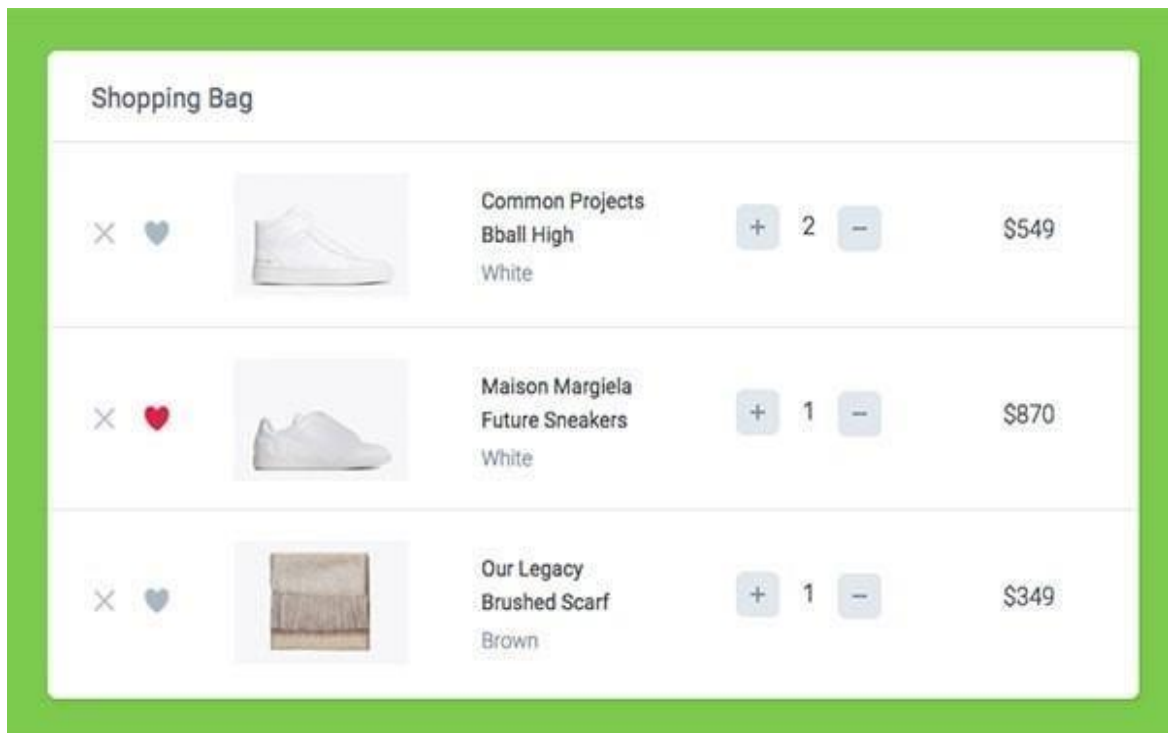 Shopping Bag
Common Projects
Bball High
White
+ 2 − $549
Maison Margiela
Future Sneakers
White
+ 1 − $870
Our Legacy
Brushed Scarf
Brown
+ 1 − $349